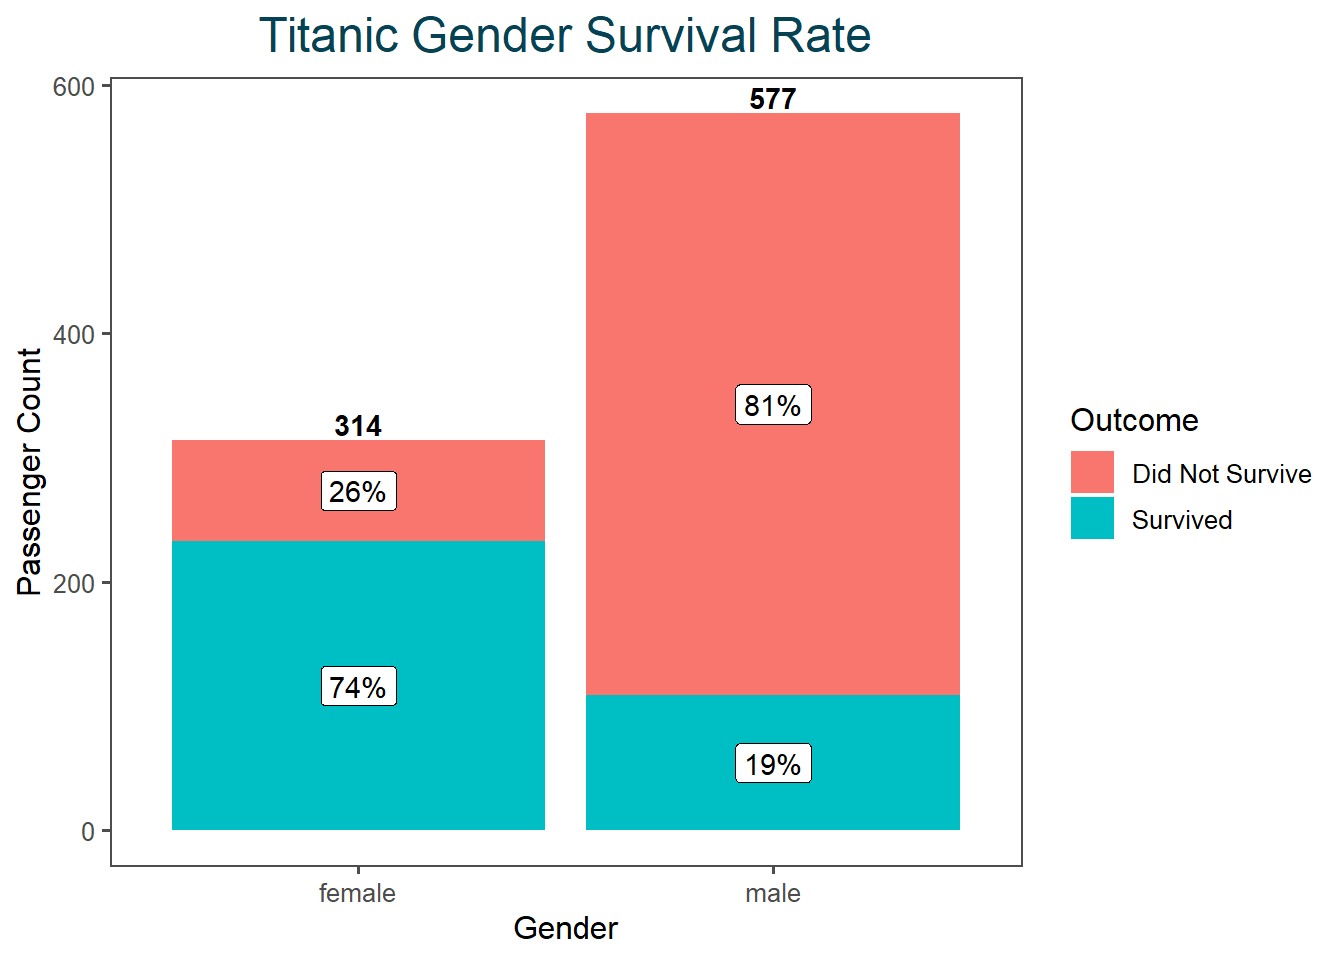 Titanic Gender Survival Rate
600
400
200
0
Passenger Count
314
26%
74%
577
81%
19%
female
male
Gender
Outcome
Did Not Survive
Survived